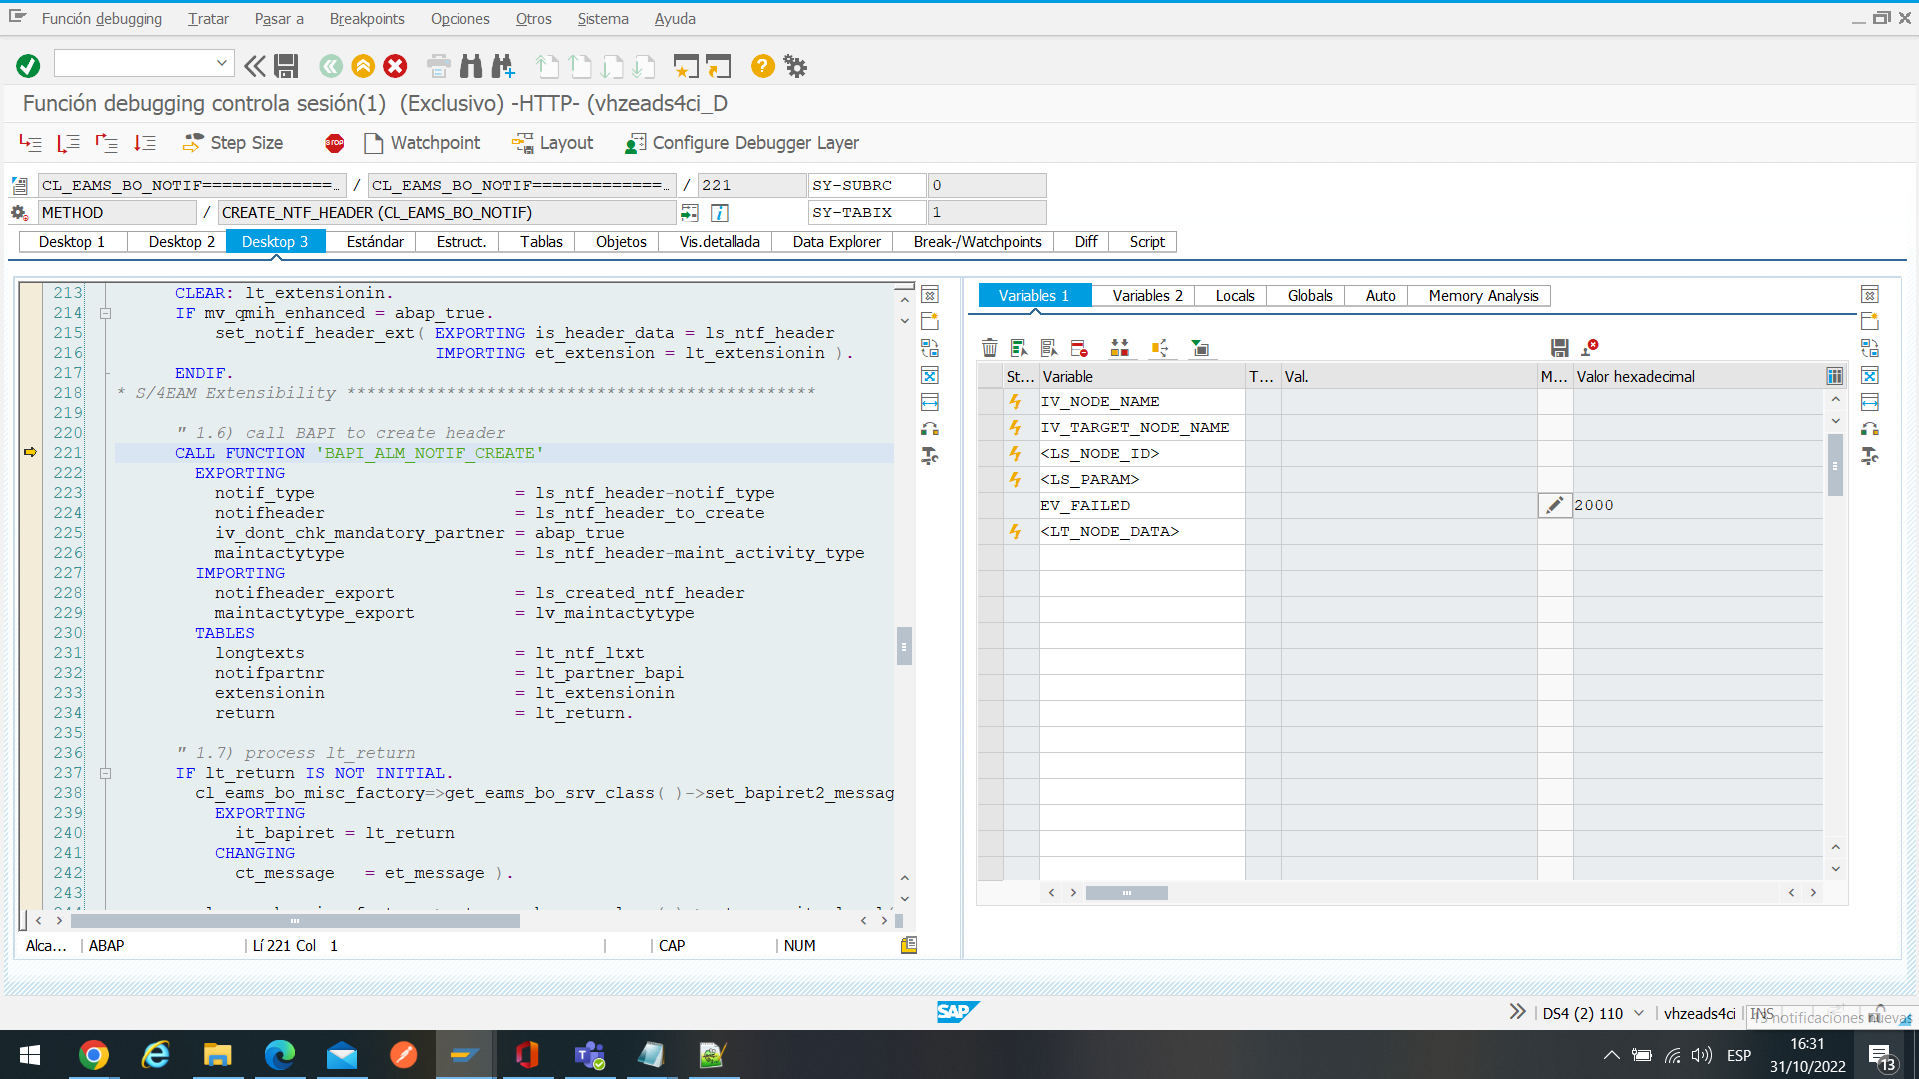 Función debugging Tratar Pasar a Breakpoints Opciones Otros Sistema Ayuda
Función debugging controla sesión(1) (Exclusivo) -HTTP- (vhzeads4ci_D
Step Size STOP Watchpoint Layout Configure Debugger Layer
CL_EAMS_BO_NOTIF=============… / CL_EAMS_BO_NOTIF=============… / 221 SY-SUBRC 0
METHOD / CREATE_NTF_HEADER (CL_EAMS_BO_NOTIF) SY-TABIX 1
Desktop 1 Desktop 2 Desktop 3 Estándar Estruct. Tablas Objetos Vis.detallada Data Explorer Break-/Watchpoints Diff Script
213 CLEAR: lt_extensionin.
214 IF mv_qmih_enhanced = abap_true.
215 set_notif_header_ext( EXPORTING is_header_data = ls_ntf_header
216 IMPORTING et_extension = lt_extensionin ).
217 ENDIF.
218 * S/4EAM Extensibility ***********************************************
219
220 " 1.6) call BAPI to create header
221 CALL FUNCTION 'BAPI_ALM_NOTIF_CREATE'
222 EXPORTING
223 notif_type = ls_ntf_header-notif_type
224 notifheader = ls_ntf_header_to_create
225 iv_dont_chk_mandatory_partner = abap_true
226 maintactytype = ls_ntf_header-maint_activity_type
227 IMPORTING
228 notifheader_export = ls_created_ntf_header
229 maintactytype_export = lv_maintactytype
230 TABLES
231 longtexts = lt_ntf_ltxt
232 notifpartnr = lt_partner_bapi
233 extensionin = lt_extensionin
234 return = lt_return.
235
236 " 1.7) process lt_return
237 IF lt_return IS NOT INITIAL.
238 cl_eams_bo_misc_factory=>get_eams_bo_srv_class( )->set_bapiret2_messag
239 EXPORTING
240 it_bapiret = lt_return
241 CHANGING
242 ct_message = et_message ).
243
Alca... ABAP Lí 221 Col 1 CAP NUM
Variables 1 Variables 2 Locals Globals Auto Memory Analysis
St... Variable T... Val. M... Valor hexadecimal
IV_NODE_NAME
IV_TARGET_NODE_NAME
<LS_NODE_ID>
<LS_PARAM>
EV_FAILED 2000
<LT_NODE_DATA>
SAP DS4 (2) 110 vhzeads4ci INS
13 notificaciones nuevas
ESP 16:31
31/10/2022
13